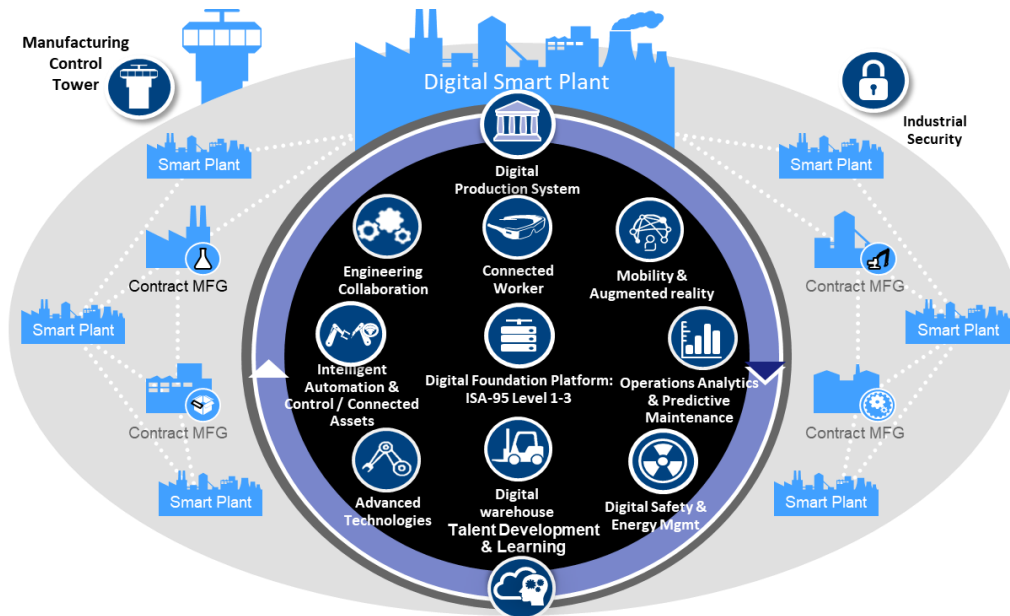 Manufacturing
Control
Tower
Digital Smart Plant
Industrial
Security
Smart Plant
Smart Plant
Digital
Production System
Engineering
Collaboration
Connected
Worker
Mobility &
Augmented reality
Contract MFG
Contract MFG
Smart Plant
Smart Plant
Intelligent
Automation &
Control / Connected
Assets
Digital Foundation Platform:
ISA-95 Level 1-3
Operations Analytics
& Predictive
Maintenance
Contract MFG
Contract MFG
Smart Plant
Smart Plant
Advanced
Technologies
Digital
warehouse
Digital Safety &
Energy Mgmt
Talent Development
& Learning